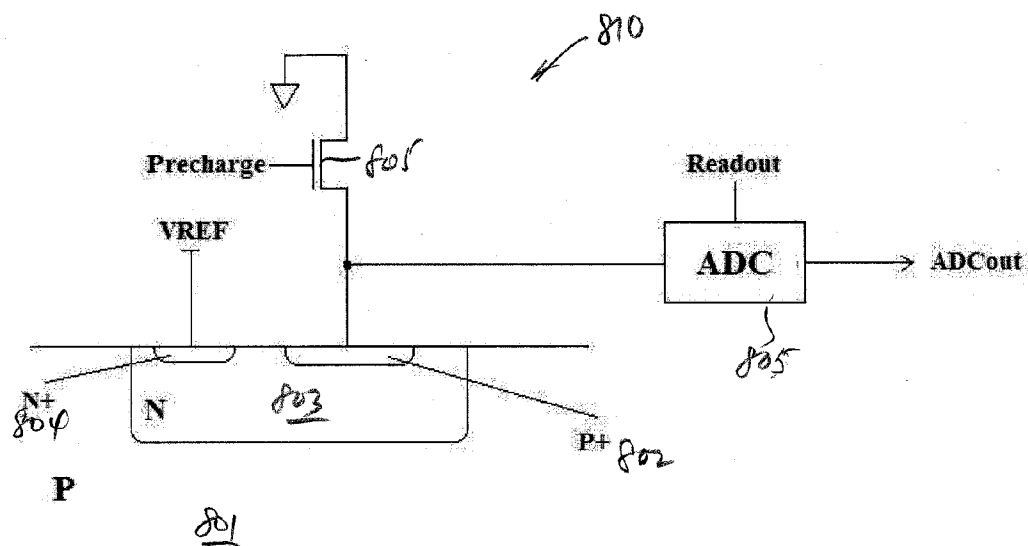 810
Precharge
805
Readout
VREF
ADC
ADCout
805
N+
804
N
803
P+
802
P
801